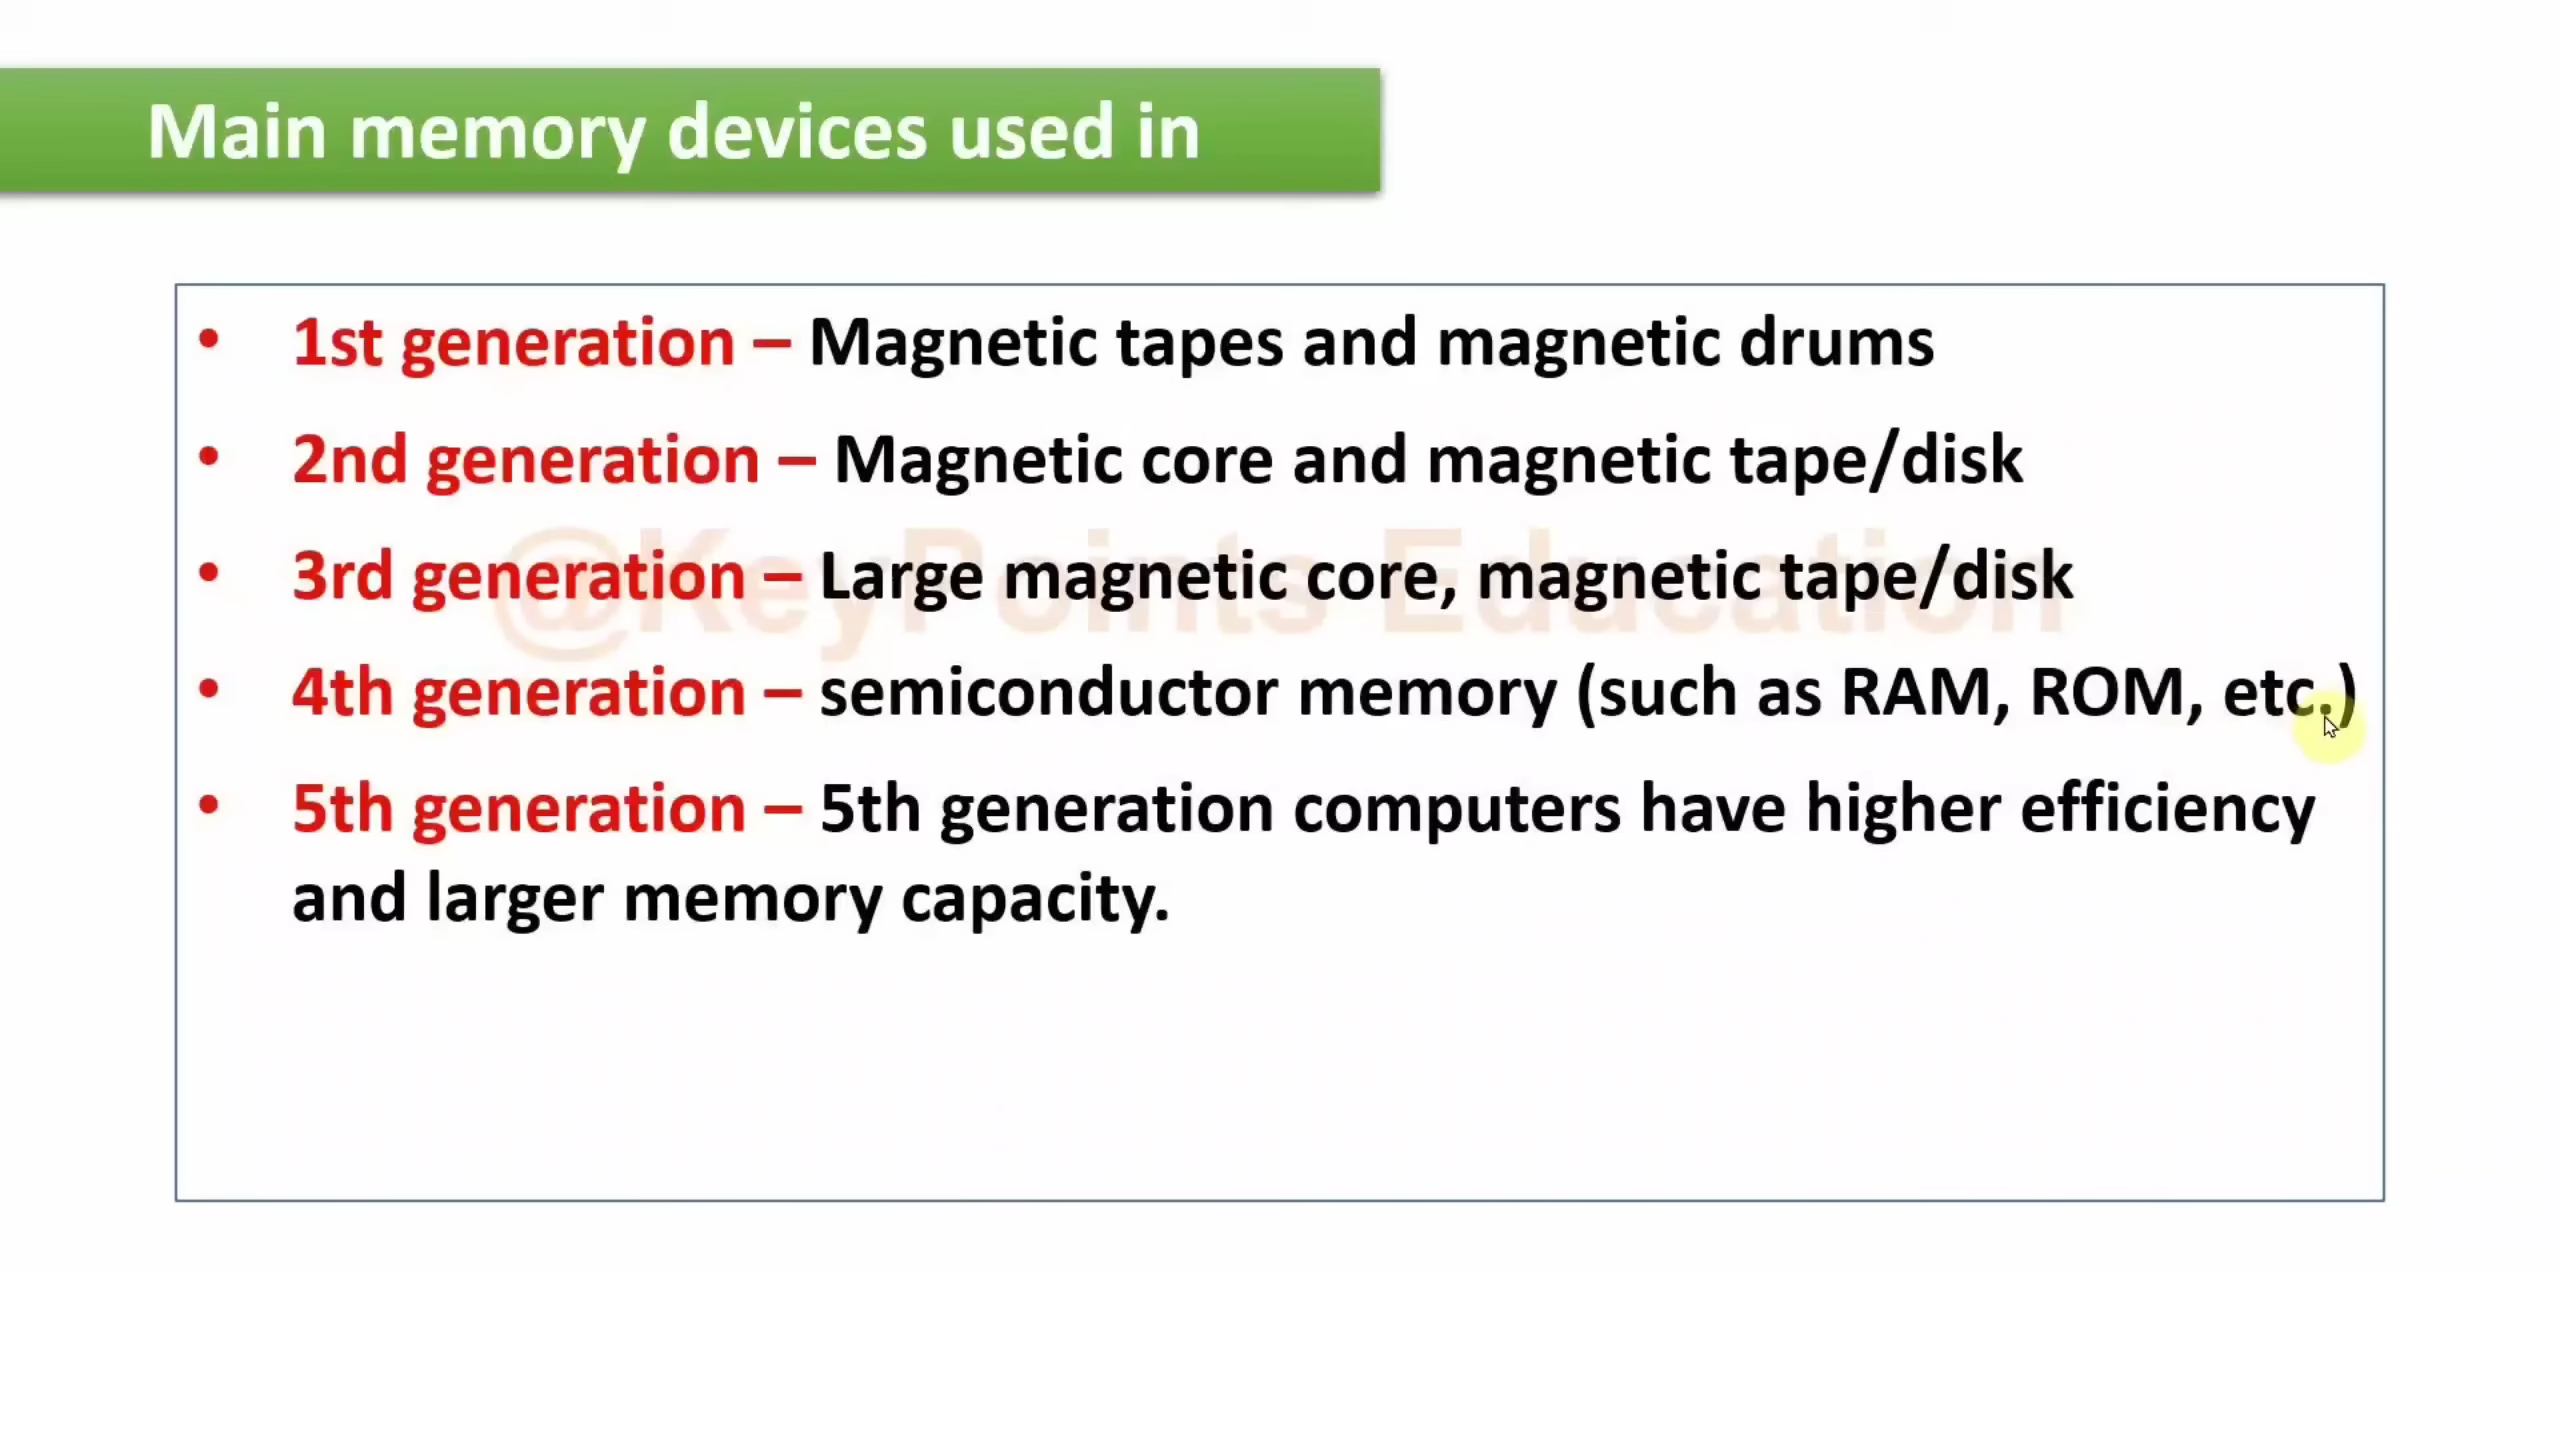 Main memory devices used in
• 1st generation – Magnetic tapes and magnetic drums
• 2nd generation – Magnetic core and magnetic tape/disk
@KeyPoints Education
• 3rd generation – Large magnetic core, magnetic tape/disk
• 4th generation – semiconductor memory (such as RAM, ROM, etc.)
• 5th generation – 5th generation computers have higher efficiency
and larger memory capacity.